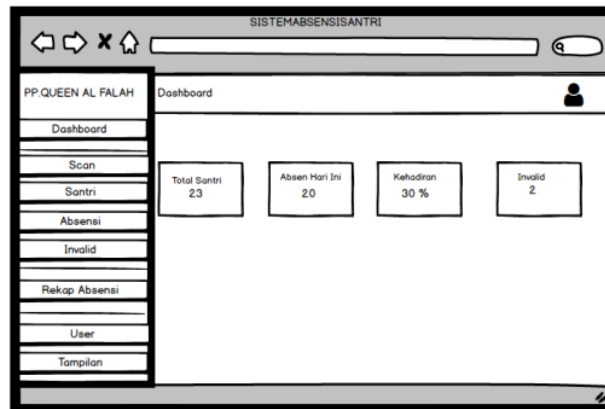 SISTEMABSENSISANTRI
PP.QUEEN AL FALAH
Dashboard
Dashboard
Scan
Santri
Absensi
Invalid
Rekap Absensi
User
Tampilan
Total Santri
23
Absen Hari Ini
20
Kehadiran
30 %
Invalid
2